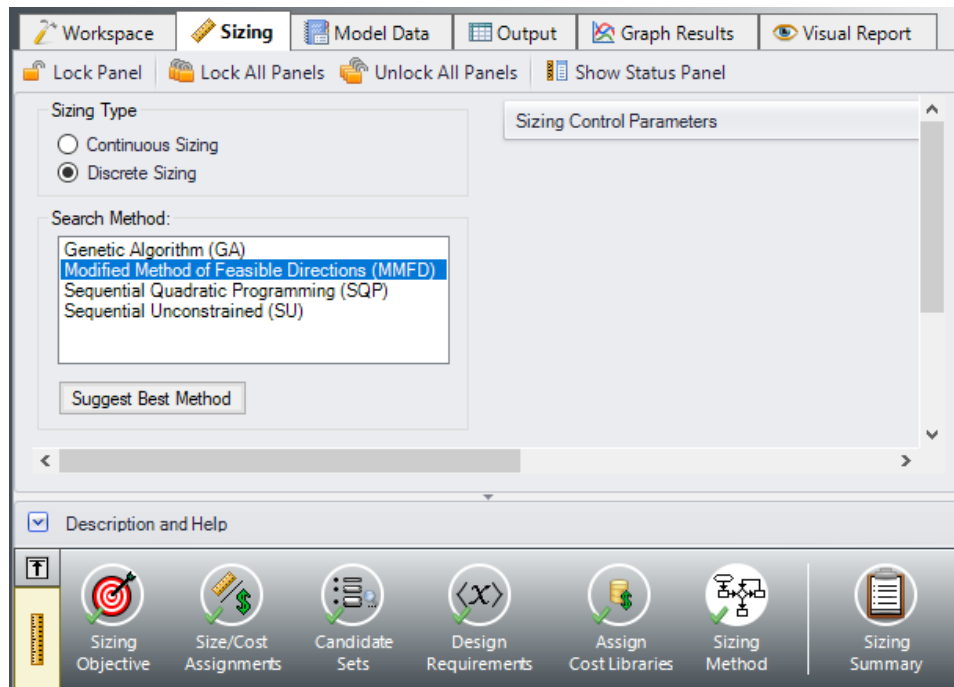 Workspace
Sizing
Model Data
Output
Graph Results
Visual Report
Lock Panel
Lock All Panels
Unlock All Panels
Show Status Panel
Sizing Type
Continuous Sizing
Discrete Sizing
Search Method:
Genetic Algorithm (GA)
Modified Method of Feasible Directions (MMFD)
Sequential Quadratic Programming (SQP)
Sequential Unconstrained (SU)
Suggest Best Method
Sizing Control Parameters
Description and Help
Sizing
Objective
Size/Cost
Assignments
Candidate
Sets
Design
Requirements
Assign
Cost Libraries
Sizing
Method
Sizing
Summary